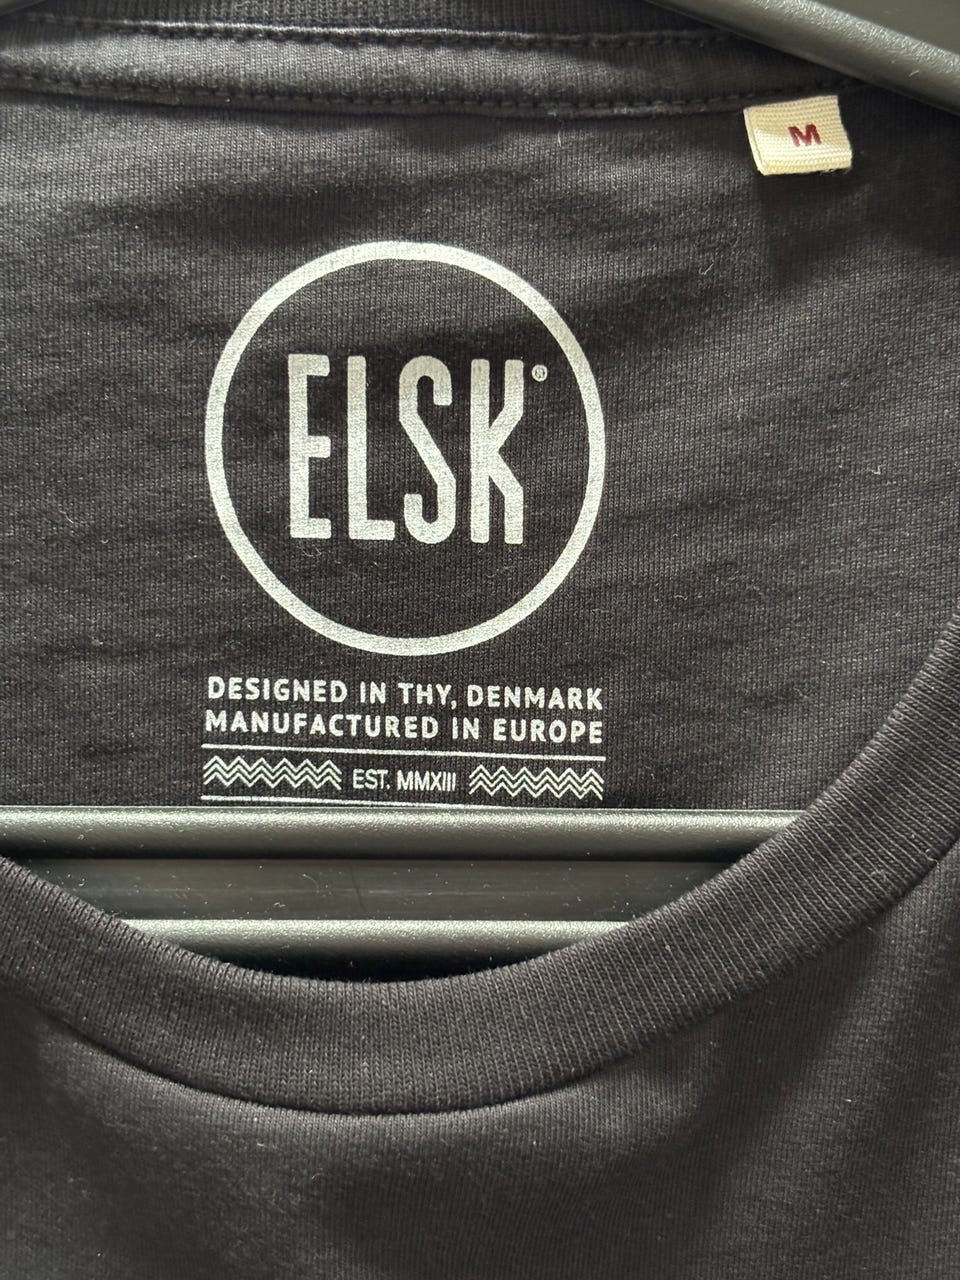 M
ELSK®
DESIGNED IN THY, DENMARK
MANUFACTURED IN EUROPE
EST. MMXIII